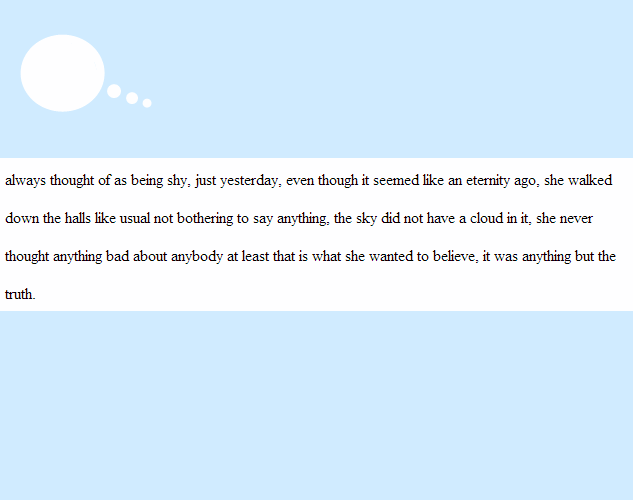 always thought of as being shy, just yesterday, even though it seemed like an eternity ago, she walked
down the halls like usual not bothering to say anything, the sky did not have a cloud in it, she never
thought anything bad about anybody at least that is what she wanted to believe, it was anything but the
truth.